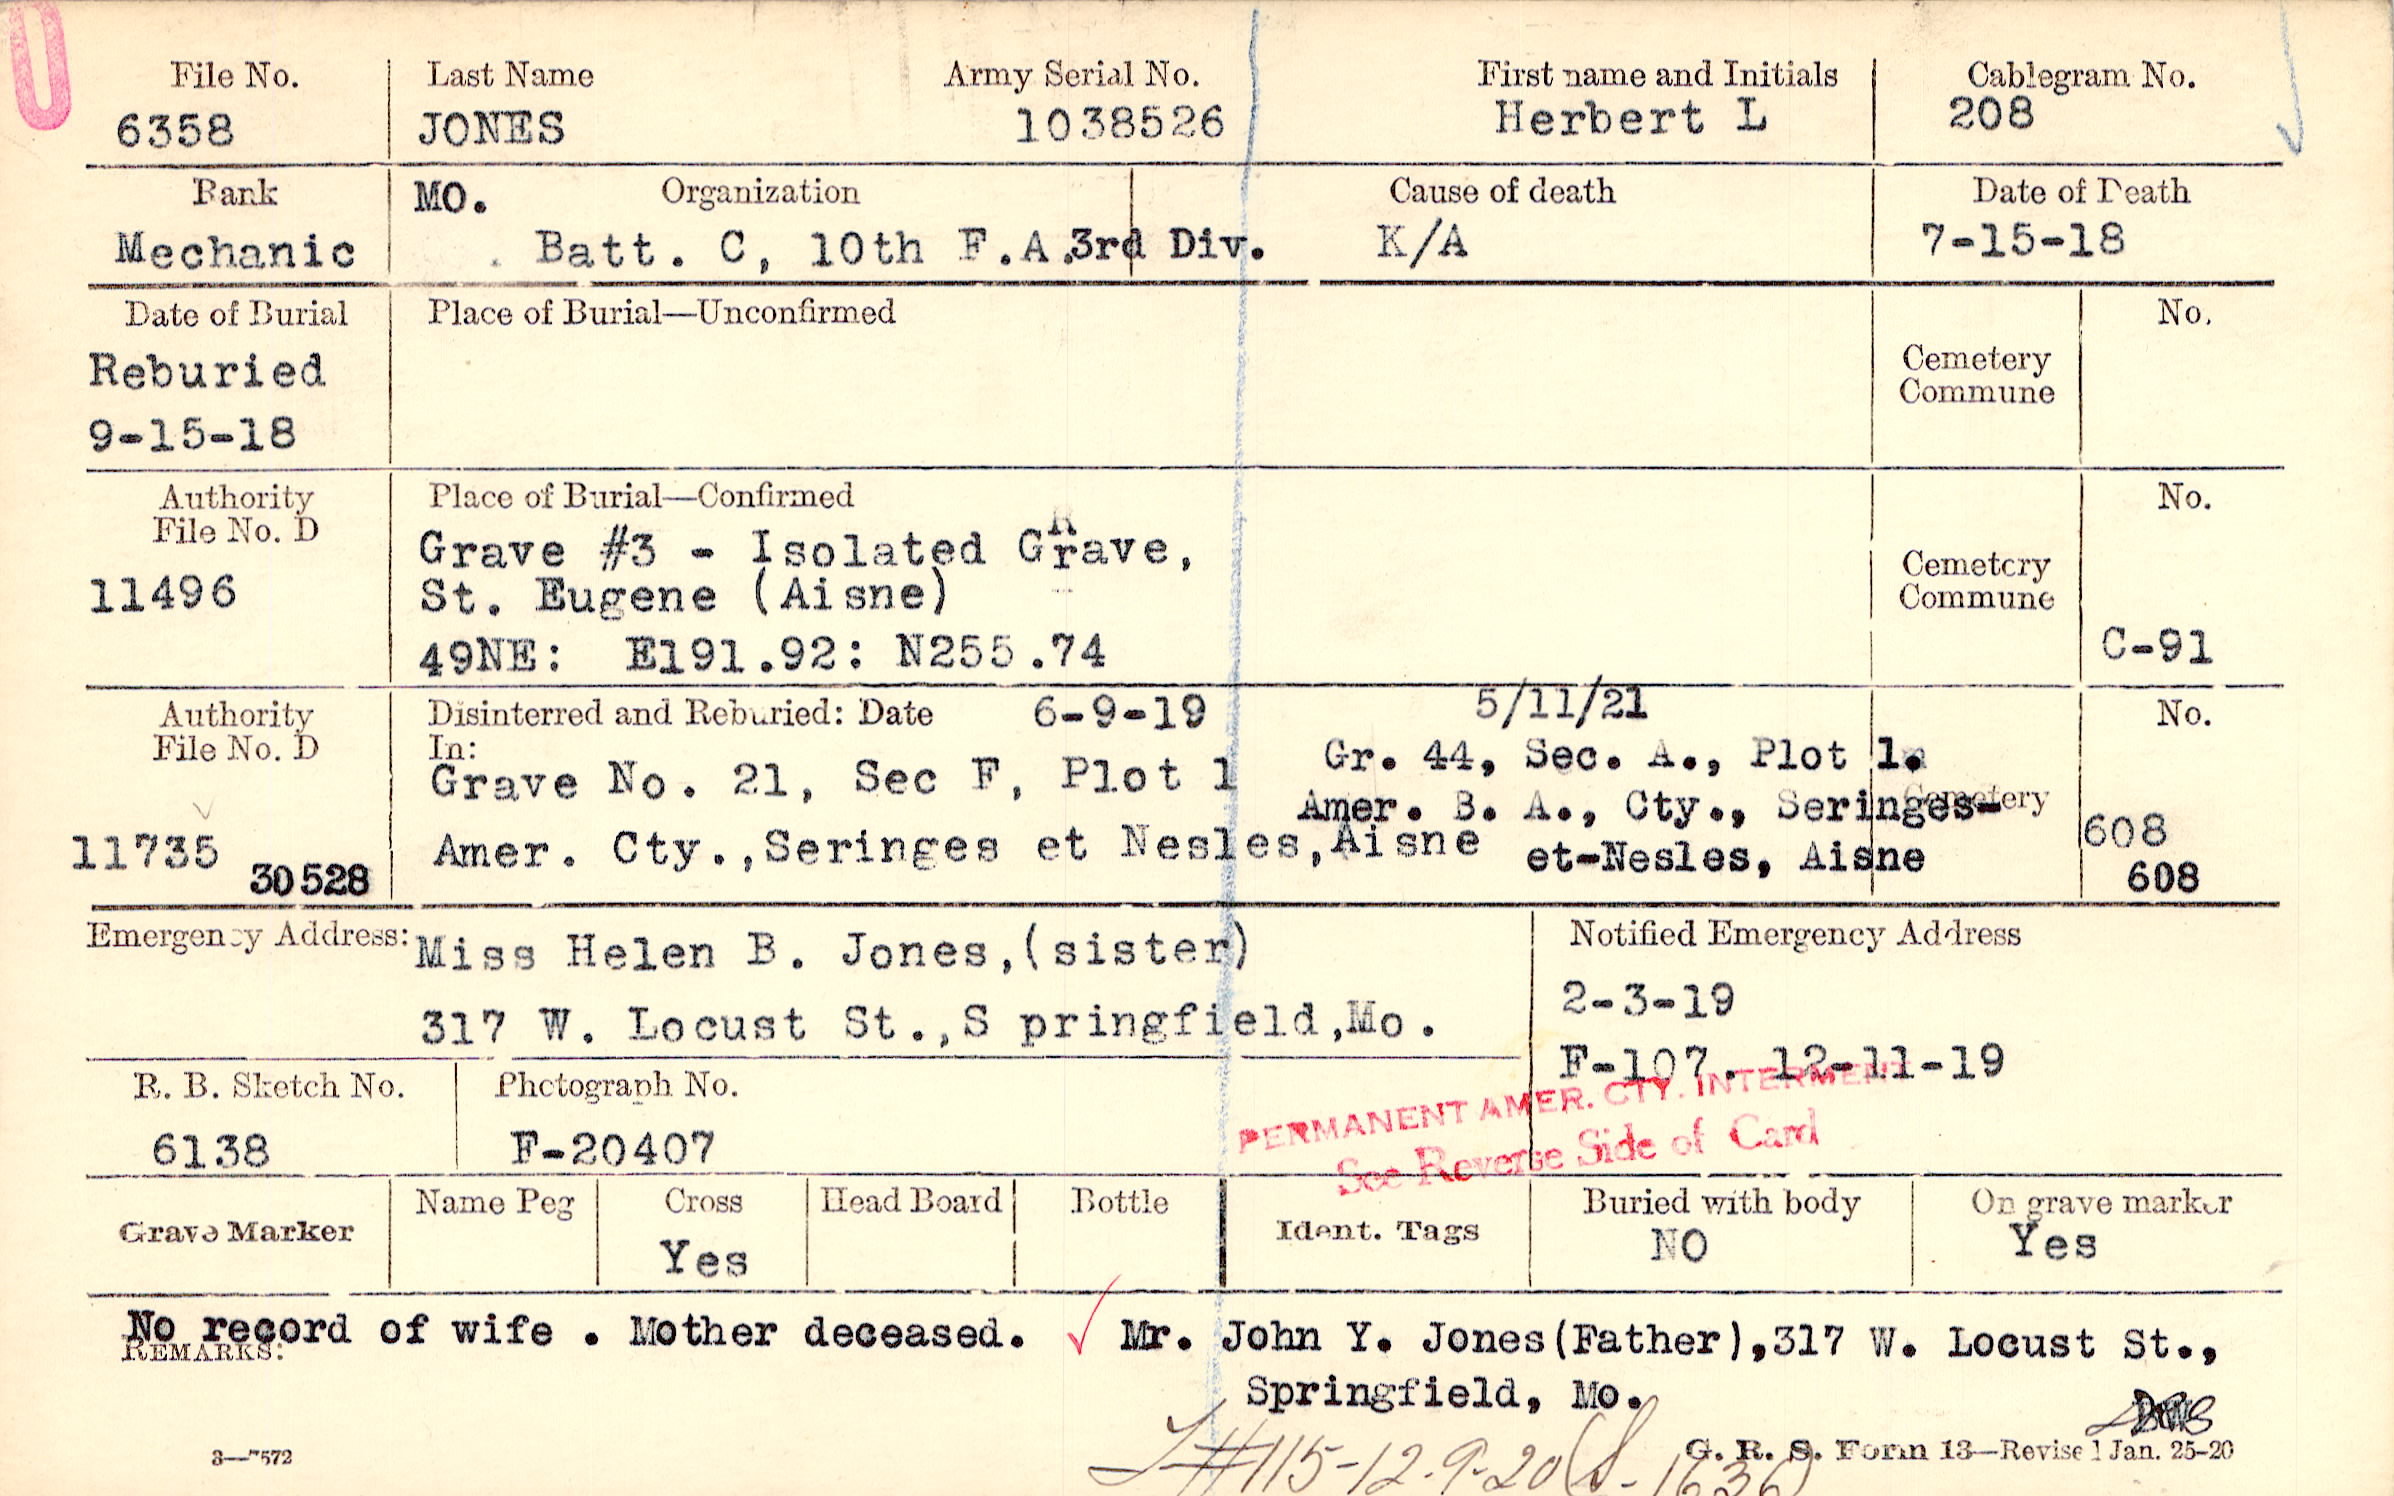 File No. Last Name Army Serial No. First name and Initials Cablegram No.
6358 JONES 1038526 Herbert L 208
Rank MO. Organization Cause of death Date of Death
Mechanic Batt. C, 10th F.A. 3rd Div. K/A 7-15-18
Date of Burial Place of Burial—Unconfirmed No.
Reburied Cemetery
Commune
9-15-18
Authority Place of Burial—Confirmed No.
File No. D
Grave #3 - Isolated Grave,
11496 St. Eugene (Aisne) Cemetery
Commune
49NE: E191.92: N255.74 C-91
Authority Disinterred and Reburied: Date 6-9-19 5/11/21 No.
File No. D In: Gr. 44, Sec. A., Plot 1.
Grave No. 21, Sec F, Plot 1 Amer. B. A., Cty., Seringes- Cemetery
11735 Amer. Cty., Seringes et Nesles, Aisne et-Nesles, Aisne 608
30528 608
Emergency Address: Miss Helen B. Jones, (sister) Notified Emergency Address
317 W. Locust St., S pringfield, Mo. 2-3-19
F-107. 12-11-19
R. B. Sketch No. Photograph No. PERMANENT AMER. CTY. INTERMENT
6138 F-20407 See Reverse Side of Card
Grave Marker Name Peg Cross Head Board Bottle Ident. Tags Buried with body On grave marker
Yes NO Yes
No record of wife . Mother deceased. Mr. John Y. Jones (Father), 317 W. Locust St.,
REMARKS: Springfield, Mo.
#115-12-9-20
3—7572 G. R. S. Form 13—Revised Jan. 25-20